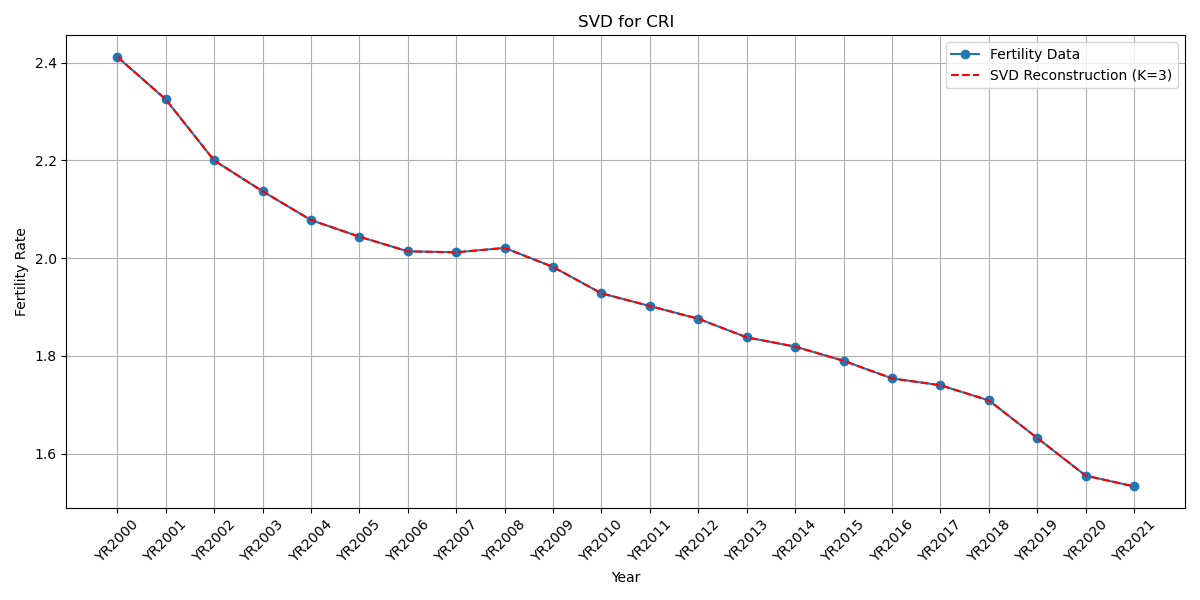 SVD for CRI
Fertility Data
SVD Reconstruction (K=3)
Fertility Rate
2.4
2.2
2.0
1.8
1.6
YR2000
YR2001
YR2002
YR2003
YR2004
YR2005
YR2006
YR2007
YR2008
YR2009
YR2010
YR2011
YR2012
YR2013
YR2014
YR2015
YR2016
YR2017
YR2018
YR2019
YR2020
YR2021
Year